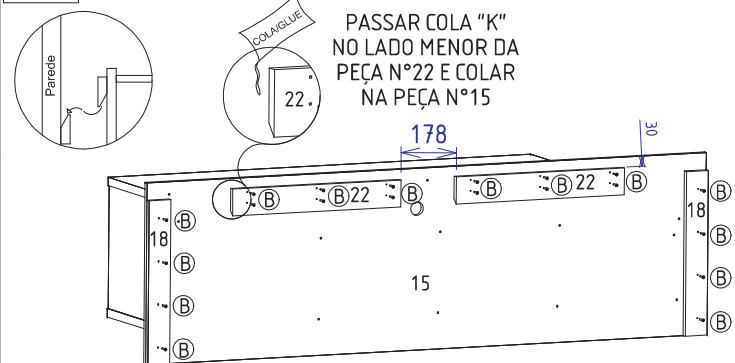 COLA/GLUE
PASSAR COLA "K"
NO LADO MENOR DA
PEÇA N°22 E COLAR
NA PEÇA N°15
Parede
22
178
30
B
B
22
B
B
B
22
B
18
B
B
B
B
15
18
B
B
B
B